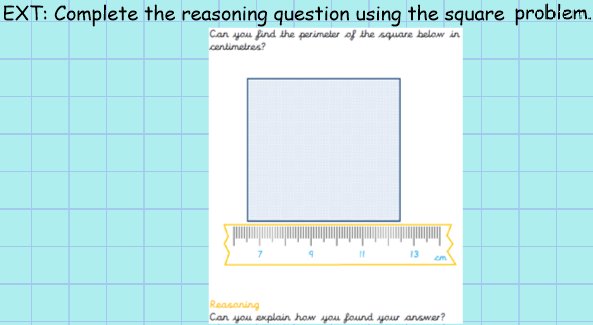 EXT: Complete the reasoning question using the square problem.
Can you find the perimeter of the square below in
centimetres?
7 9 11 13 cm
Reasoning
Can you explain how you found your answer?